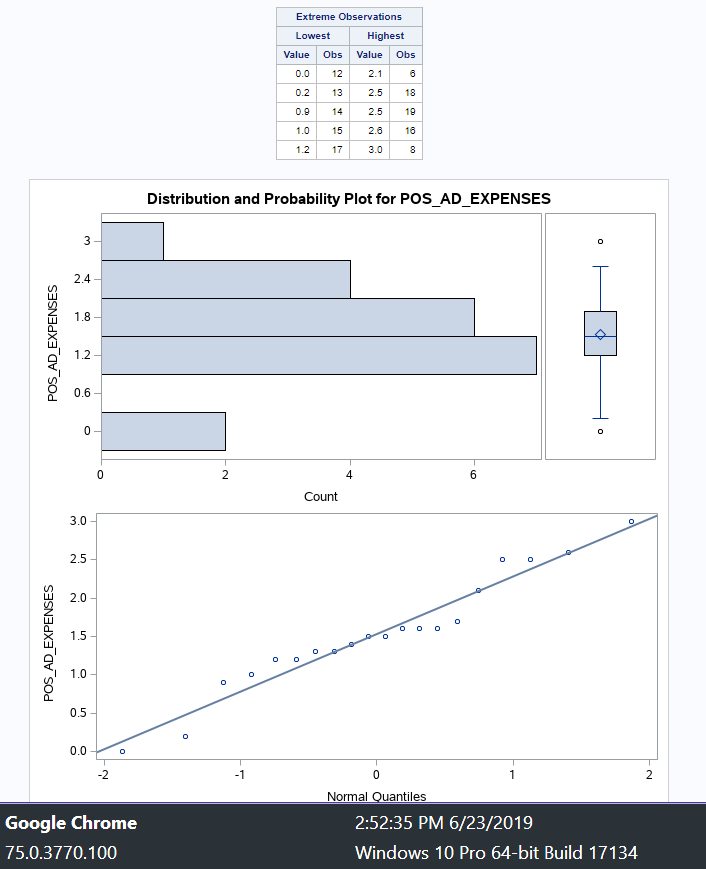 Extreme Observations
Lowest Highest
Value Obs Value Obs
0.0 12 2.1 6
0.2 13 2.5 18
0.9 14 2.5 19
1.0 15 2.6 16
1.2 17 3.0 8
Distribution and Probability Plot for POS_AD_EXPENSES
POS_AD_EXPENSES
3
2.4
1.8
1.2
0.6
0
0 2 4 6
Count
POS_AD_EXPENSES
3.0
2.5
2.0
1.5
1.0
0.5
0.0
-2 -1 0 1 2
Normal Quantiles
Google Chrome 2:52:35 PM 6/23/2019
75.0.3770.100 Windows 10 Pro 64-bit Build 17134